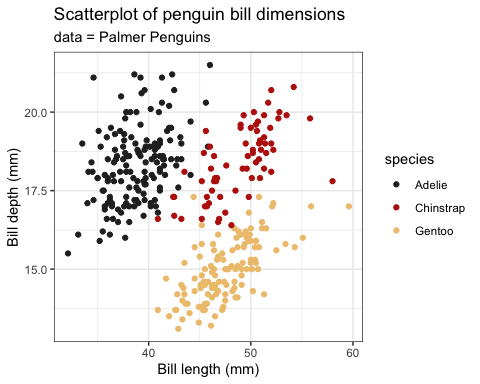 Scatterplot of penguin bill dimensions
data = Palmer Penguins
20.0
17.5
15.0
Bill depth (mm)
40 50 60
Bill length (mm)
species
Adelie
Chinstrap
Gentoo